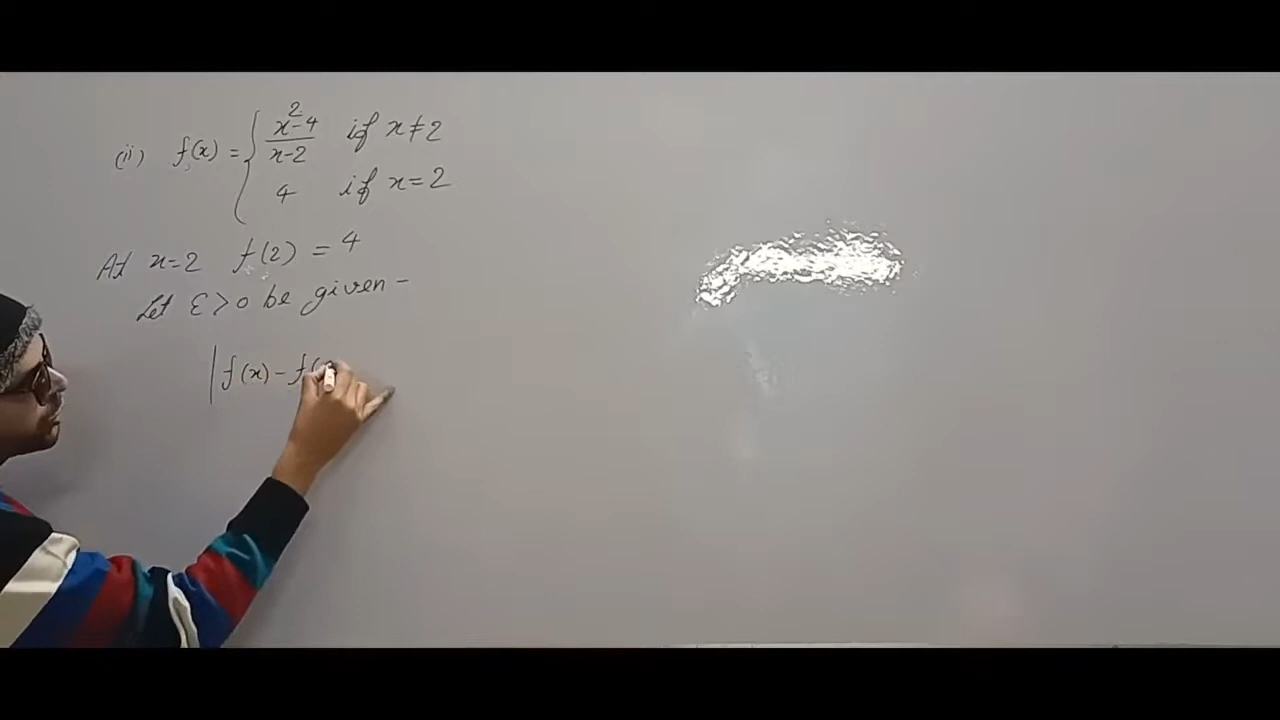 (ii) f(x) = { x²-4 / x-2 if x≠2
4 if x=2
At x=2 f(2) = 4
Let ε>0 be given -
|f(x) - f(